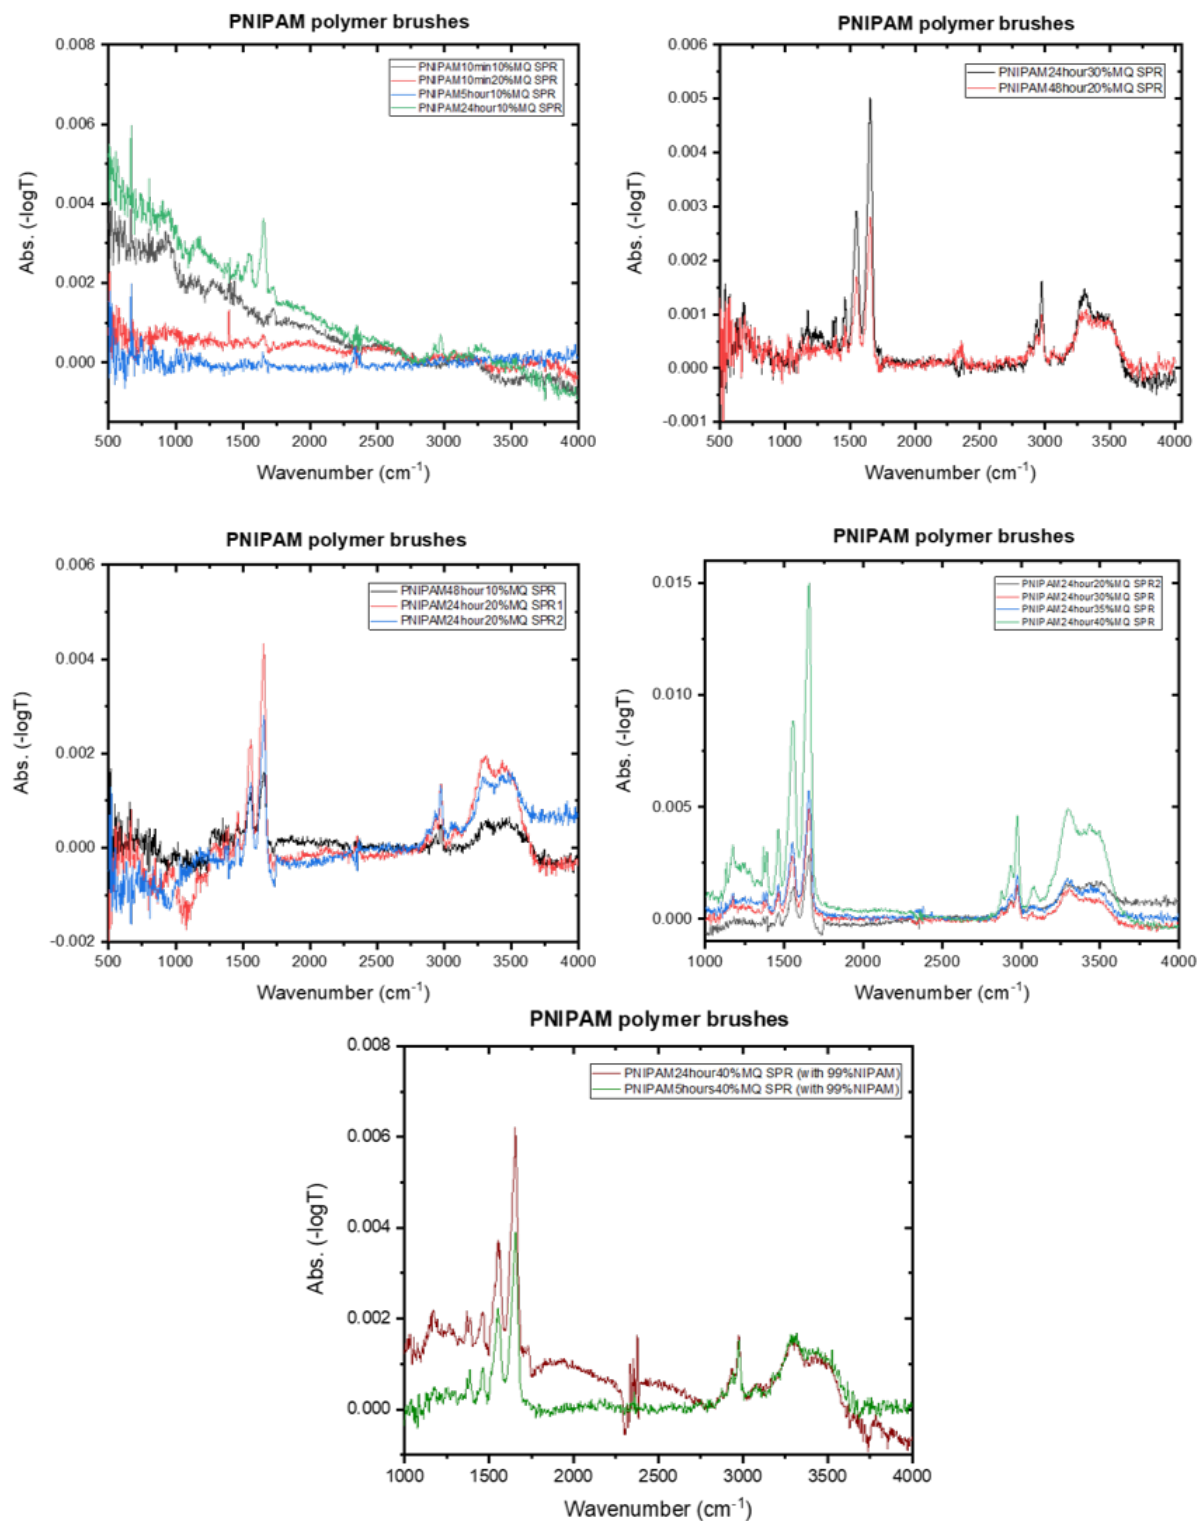 PNIPAM polymer brushes
0.008
0.006
0.004
0.002
0.000
Abs. (-logT)
PNIPAM10min10%MQ SPR
PNIPAM10min20%MQ SPR
PNIPAM5hour10%MQ SPR
PNIPAM24hour10%MQ SPR
500 1000 1500 2000 2500 3000 3500 4000
Wavenumber (cm⁻¹)
PNIPAM polymer brushes
0.006
0.005
0.004
0.003
0.002
0.001
0.000
-0.001
Abs. (-logT)
PNIPAM24hour30%MQ SPR
PNIPAM48hour20%MQ SPR
500 1000 1500 2000 2500 3000 3500 4000
Wavenumber (cm⁻¹)
PNIPAM polymer brushes
0.006
0.004
0.002
0.000
-0.002
Abs. (-logT)
PNIPAM48hour10%MQ SPR
PNIPAM24hour20%MQ SPR1
PNIPAM24hour20%MQ SPR2
500 1000 1500 2000 2500 3000 3500 4000
Wavenumber (cm⁻¹)
PNIPAM polymer brushes
0.015
0.010
0.005
0.000
Abs. (-logT)
PNIPAM24hour20%MQ SPR2
PNIPAM24hour30%MQ SPR
PNIPAM24hour35%MQ SPR
PNIPAM24hour40%MQ SPR
1000 1500 2000 2500 3000 3500 4000
Wavenumber (cm⁻¹)
PNIPAM polymer brushes
0.008
0.006
0.004
0.002
0.000
Abs. (-logT)
PNIPAM24hour40%MQ SPR (with 99%NIPAM)
PNIPAM5hours40%MQ SPR (with 99%NIPAM)
1000 1500 2000 2500 3000 3500 4000
Wavenumber (cm⁻¹)